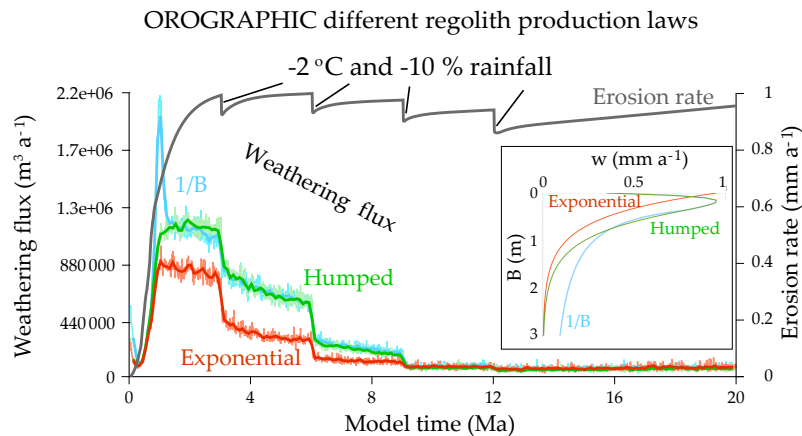 OROGRAPHIC different regolith production laws
-2 °C and -10 % rainfall
Erosion rate
Weathering flux
1/B
Humped
Exponential
Weathering flux (m³ a⁻¹)
2.2e+06
1.7e+06
1.3e+06
880 000
440 000
0
Erosion rate (mm a⁻¹)
1
0.8
0.6
0.4
0.2
0
w (mm a⁻¹)
0 0.5 1
B (m)
0
1
2
3
Exponential
Humped
1/B
0 4 8 12 16 20
Model time (Ma)